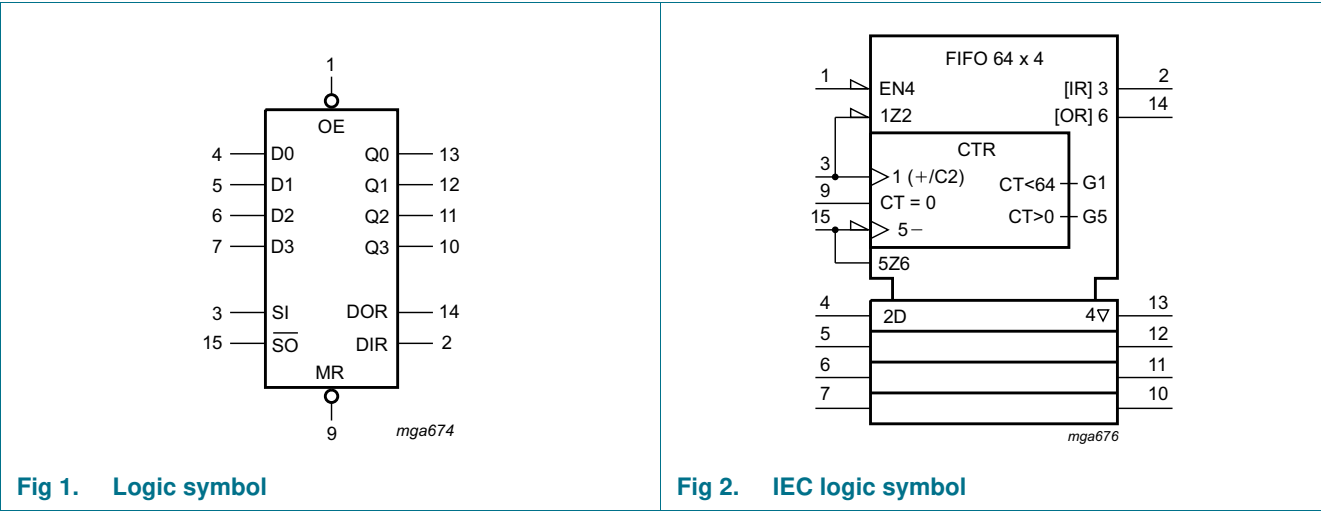 1
OE
4 D0 Q0 13
5 D1 Q1 12
6 D2 Q2 11
7 D3 Q3 10
3 SI DOR 14
15 SO DIR 2
MR
9 mga674
Fig 1. Logic symbol
FIFO 64 x 4
1 EN4 [IR] 3 2
1Z2 [OR] 6 14
CTR
3 1 (+/C2) CT<64 G1
9 CT = 0
15 5− CT>0 G5
5Z6
4 2D 4▽ 13
5 12
6 11
7 10
mga676
Fig 2. IEC logic symbol